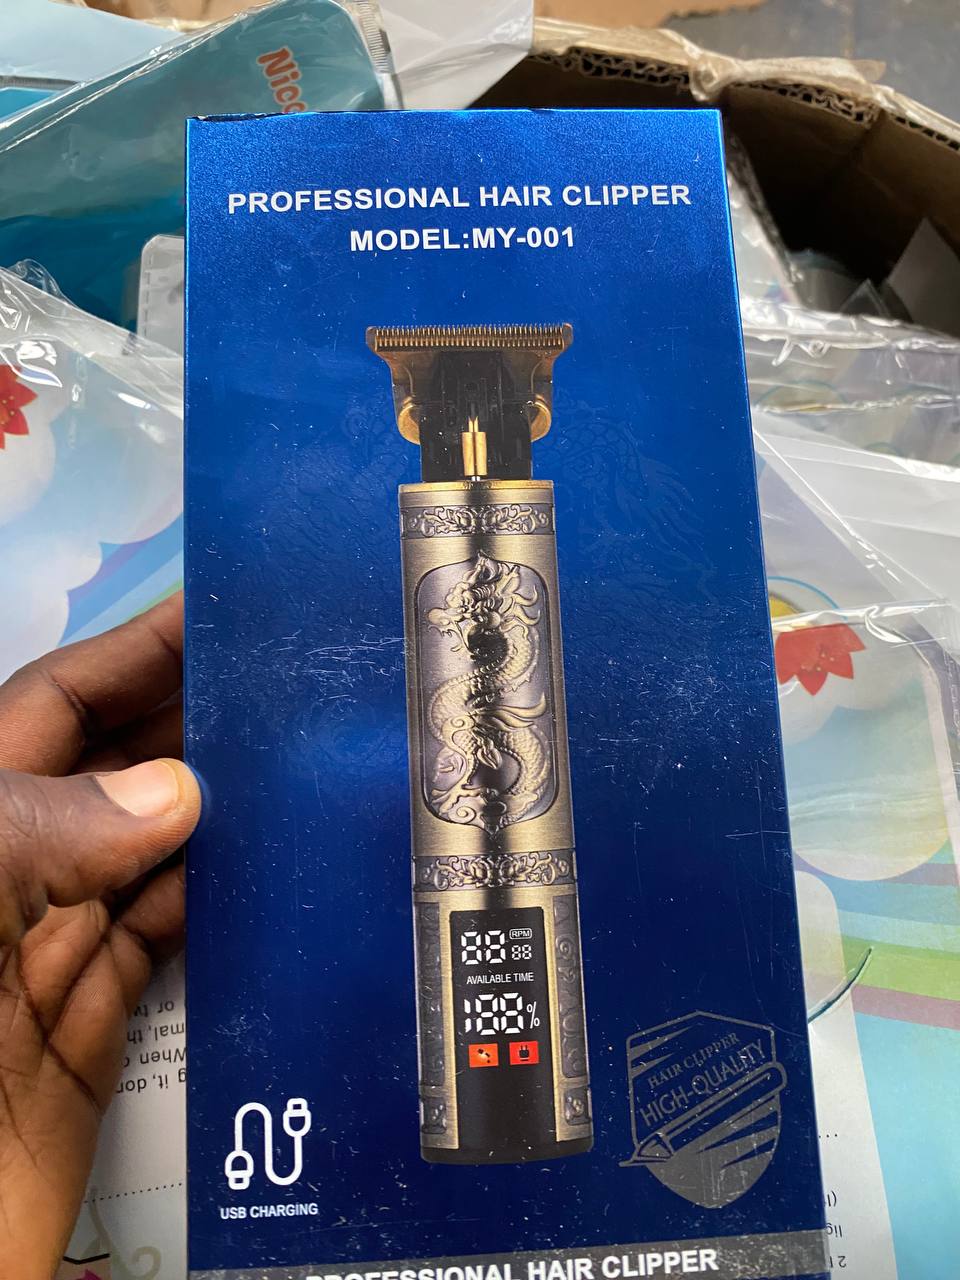 PROFESSIONAL HAIR CLIPPER
MODEL:MY-001
RPM
88
88
AVAILABLE TIME
188%
HAIR CLIPPER
HIGH-QUALITY
USB CHARGING
PROFESSIONAL HAIR CLIPPER